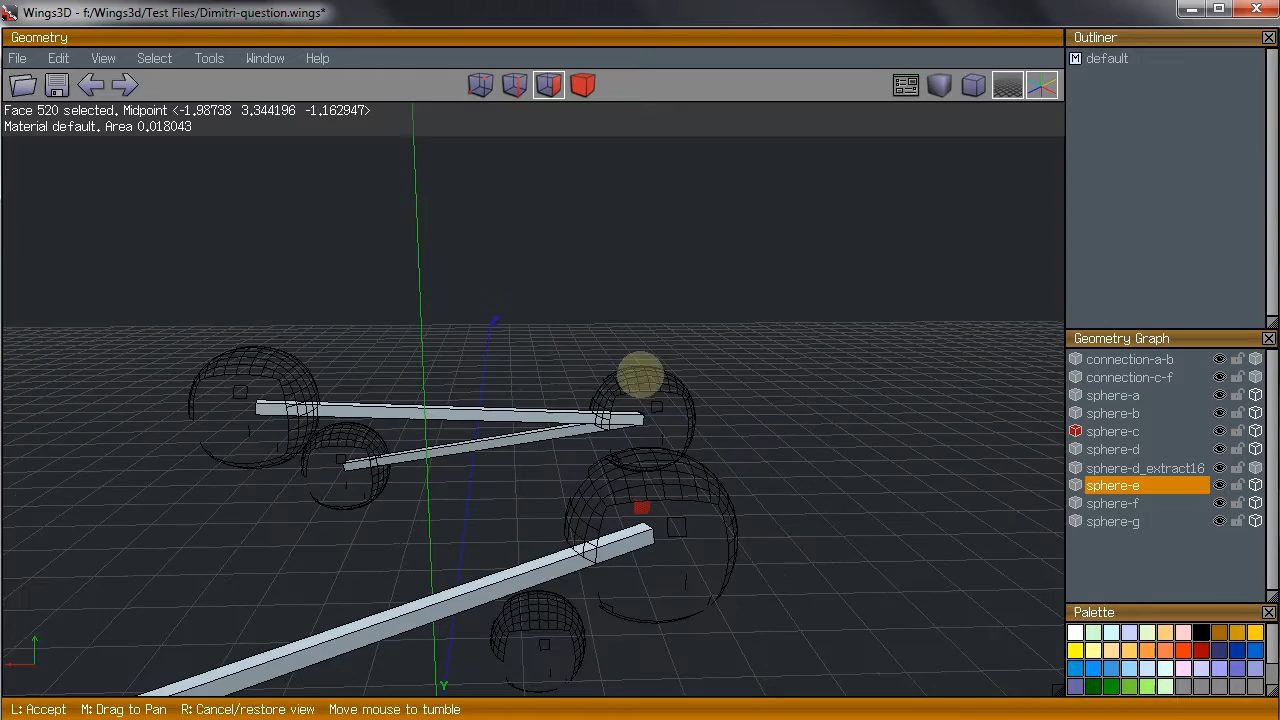 Wings3D - f:/Wings3d/Test Files/Dimitri-question.wings*
Geometry
File Edit View Select Tools Window Help
Face 520 selected. Midpoint <-1.98738 3.344196 -1.162947>
Material default. Area 0.018043
Y
L: Accept M: Drag to Pan R: Cancel/restore view Move mouse to tumble
Outliner
M default
Geometry Graph
connection-a-b
connection-c-f
sphere-a
sphere-b
sphere-c
sphere-d
sphere-d_extract16
sphere-e
sphere-f
sphere-g
Palette